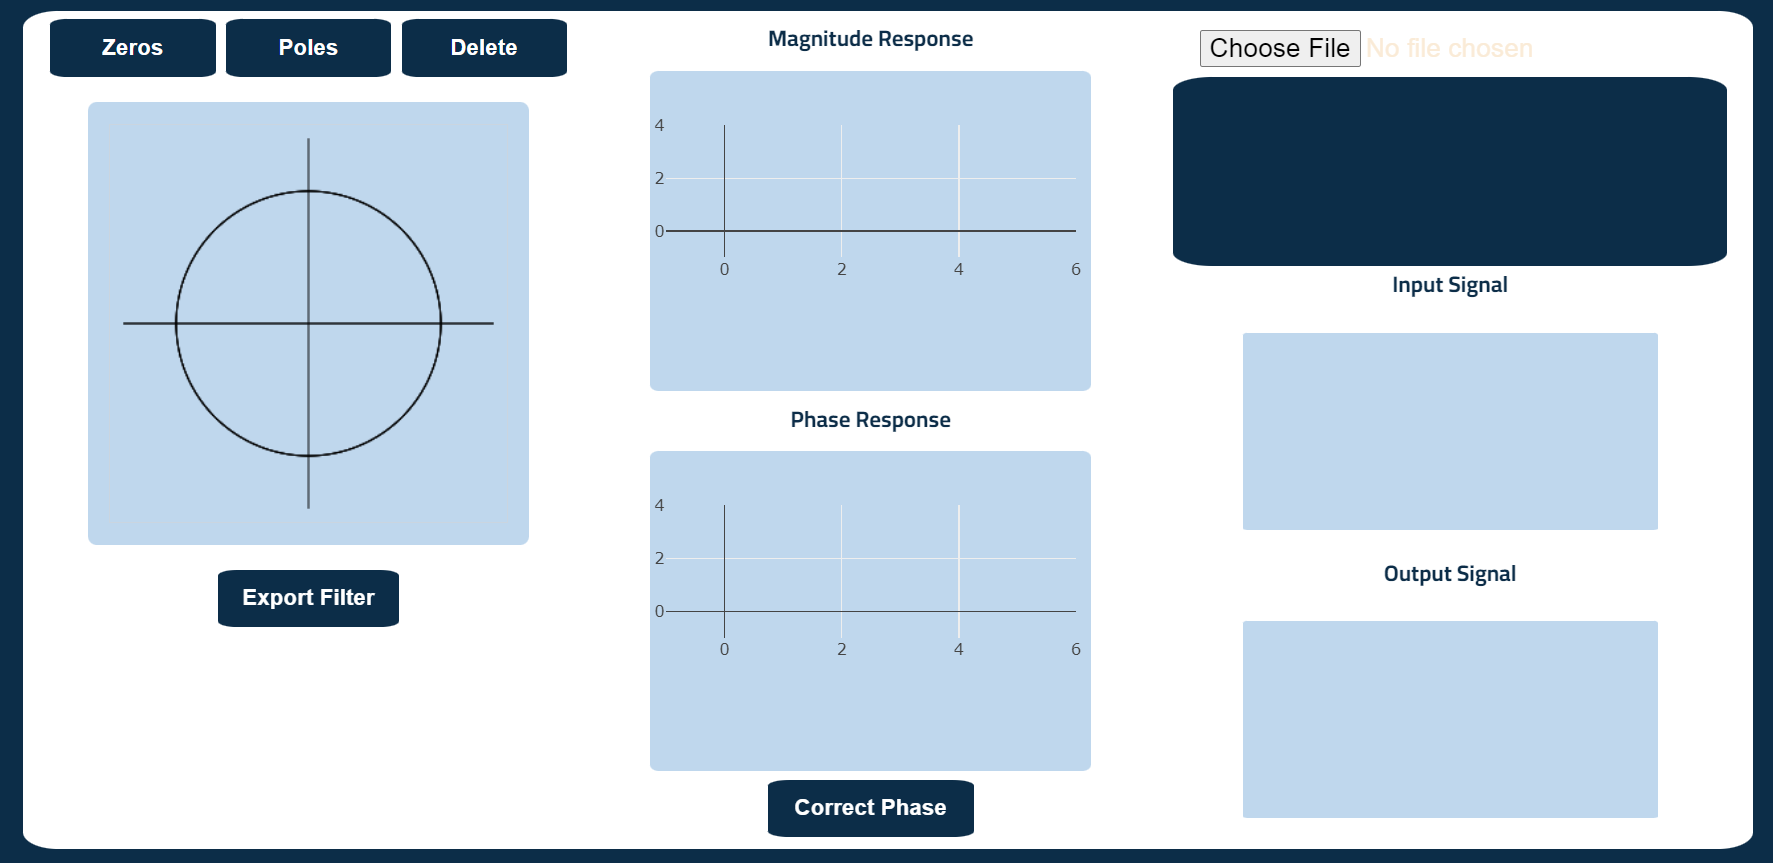 Zeros
Poles
Delete
Export Filter
Magnitude Response
4
2
0
0 2 4 6
Phase Response
4
2
0
0 2 4 6
Correct Phase
Choose File No file chosen
Input Signal
Output Signal